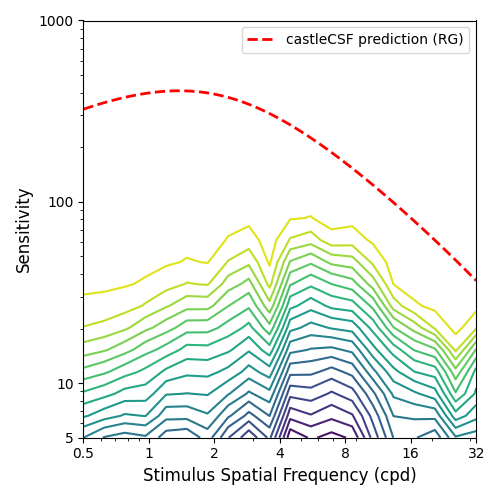 1000
castleCSF prediction (RG)
100
Sensitivity
10
5
0.5 1 2 4 8 16 32
Stimulus Spatial Frequency (cpd)